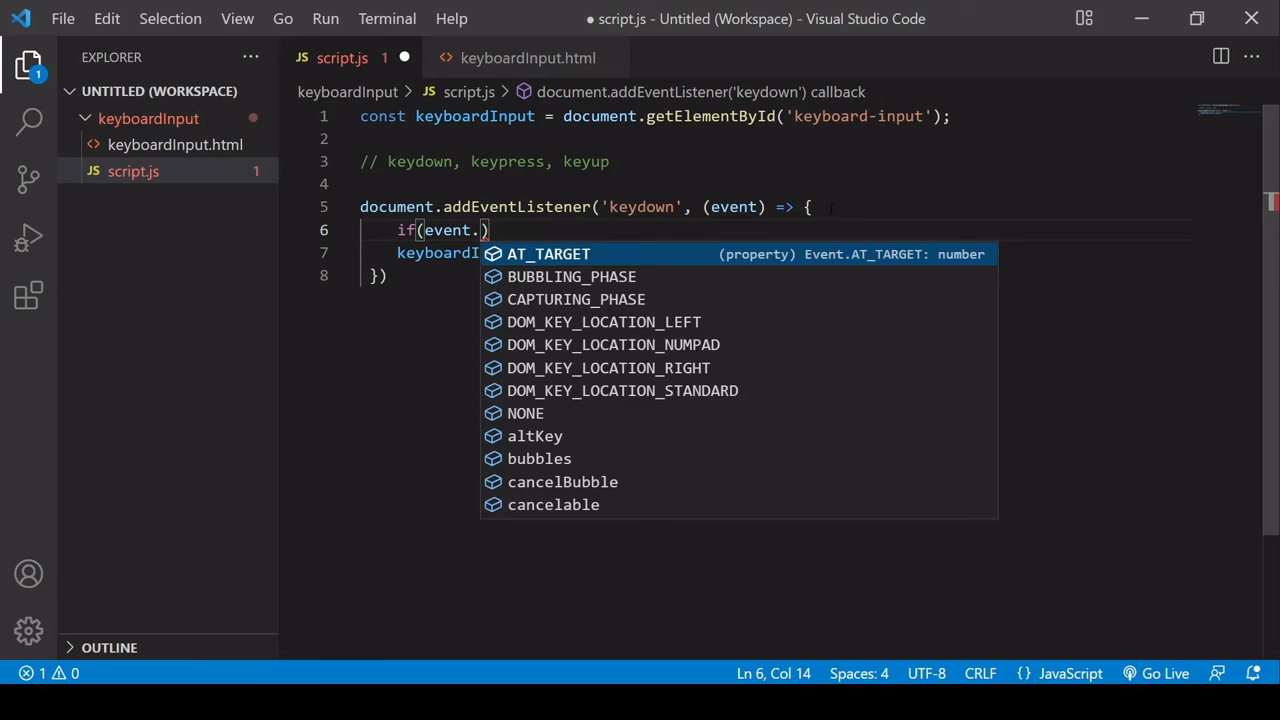 File Edit Selection View Go Run Terminal Help
● script.js - Untitled (Workspace) - Visual Studio Code
1
EXPLORER
UNTITLED (WORKSPACE)
keyboardInput
keyboardInput.html
JS script.js 1
OUTLINE
JS script.js 1
keyboardInput.html
keyboardInput > JS script.js > document.addEventListener('keydown') callback
1 const keyboardInput = document.getElementById('keyboard-input');
2
3 // keydown, keypress, keyup
4
5 document.addEventListener('keydown', (event) => {
6 if(event.)
7 keyboardI
8 })
AT_TARGET (property) Event.AT_TARGET: number
BUBBLING_PHASE
CAPTURING_PHASE
DOM_KEY_LOCATION_LEFT
DOM_KEY_LOCATION_NUMPAD
DOM_KEY_LOCATION_RIGHT
DOM_KEY_LOCATION_STANDARD
NONE
altKey
bubbles
cancelBubble
cancelable
1 0 Ln 6, Col 14 Spaces: 4 UTF-8 CRLF {} JavaScript Go Live